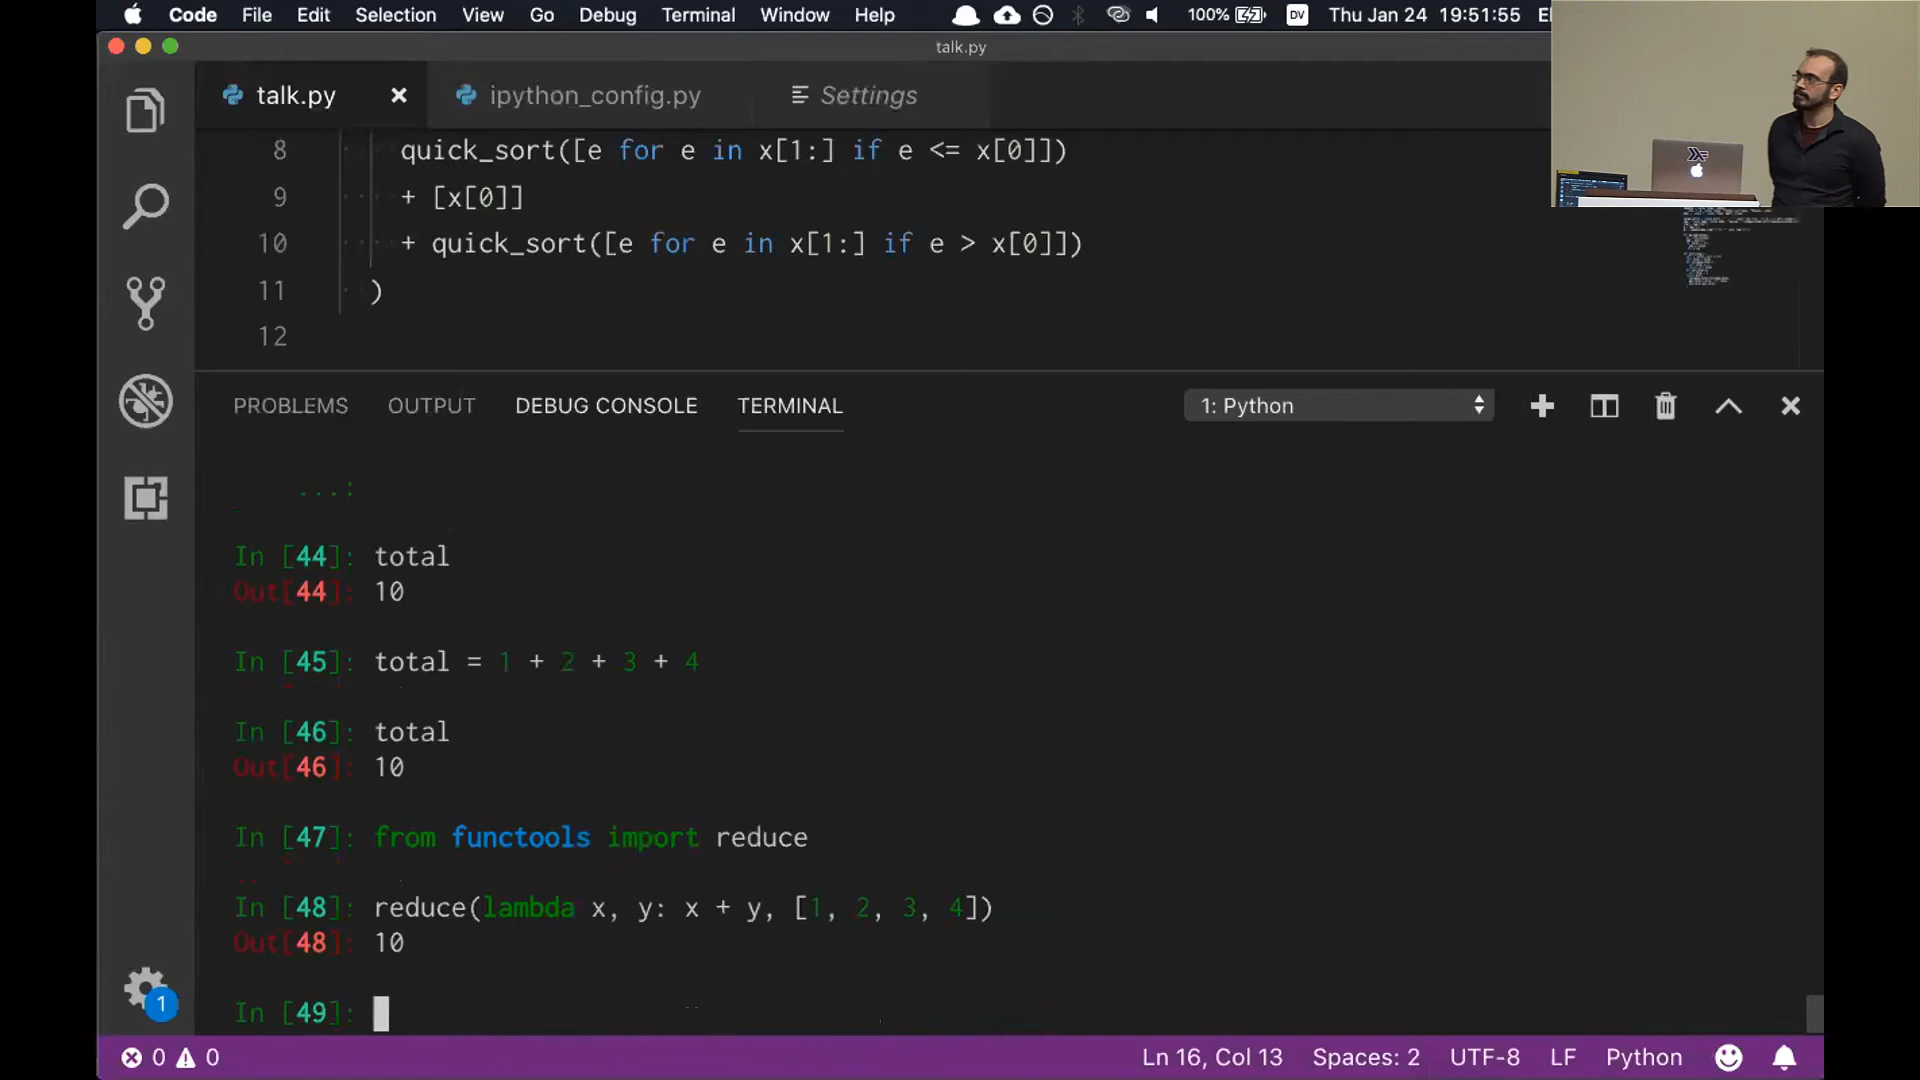 Code File Edit Selection View Go Debug Terminal Window Help 100% DV Thu Jan 24 19:51:55
talk.py
talk.py ipython_config.py Settings
8 quick_sort([e for e in x[1:] if e <= x[0]])
9 + [x[0]]
10 + quick_sort([e for e in x[1:] if e > x[0]])
11 )
12
PROBLEMS OUTPUT DEBUG CONSOLE TERMINAL 1: Python
...:
In [44]: total
Out[44]: 10
In [45]: total = 1 + 2 + 3 + 4
In [46]: total
Out[46]: 10
In [47]: from functools import reduce
In [48]: reduce(lambda x, y: x + y, [1, 2, 3, 4])
Out[48]: 10
In [49]:
1
0 0 Ln 16, Col 13 Spaces: 2 UTF-8 LF Python